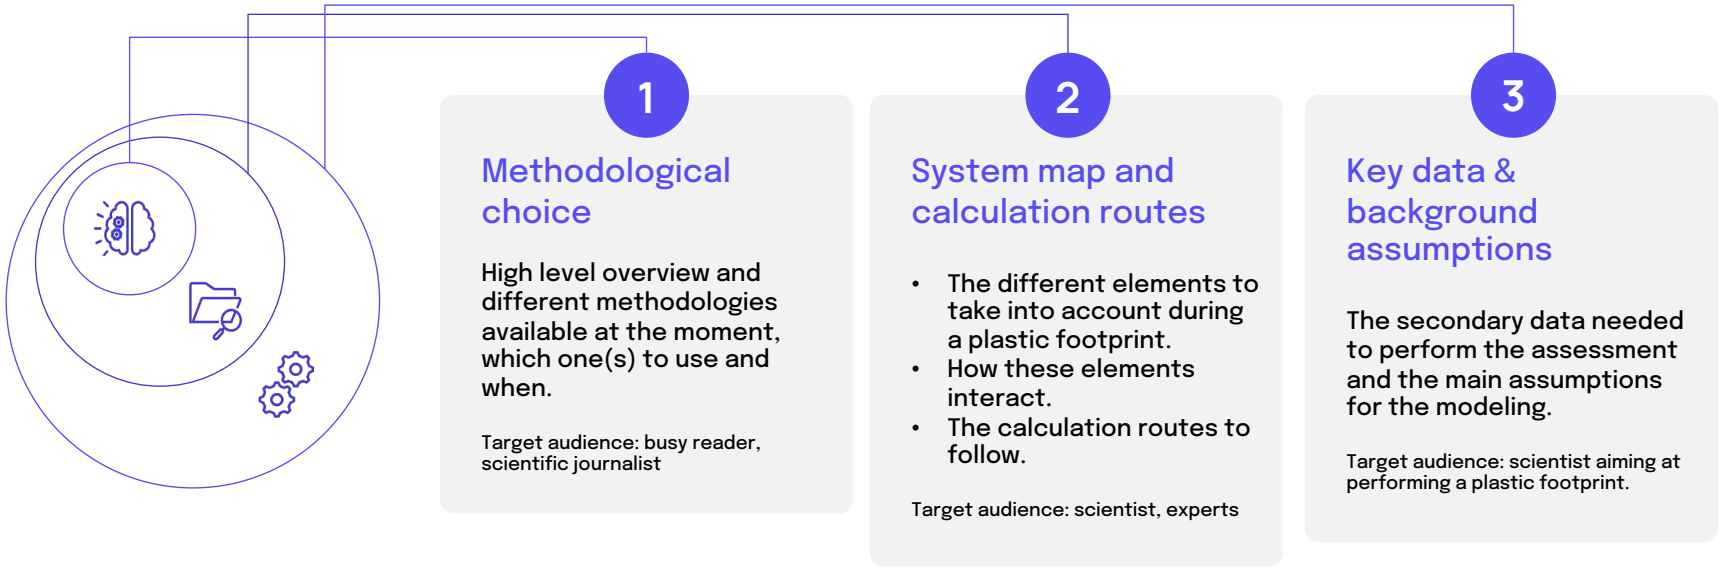 1
Methodological
choice
High level overview and
different methodologies
available at the moment,
which one(s) to use and
when.
Target audience: busy reader,
scientific journalist
2
System map and
calculation routes
• The different elements to
take into account during
a plastic footprint.
• How these elements
interact.
• The calculation routes to
follow.
Target audience: scientist, experts
3
Key data &
background
assumptions
The secondary data needed
to perform the assessment
and the main assumptions
for the modeling.
Target audience: scientist aiming at
performing a plastic footprint.